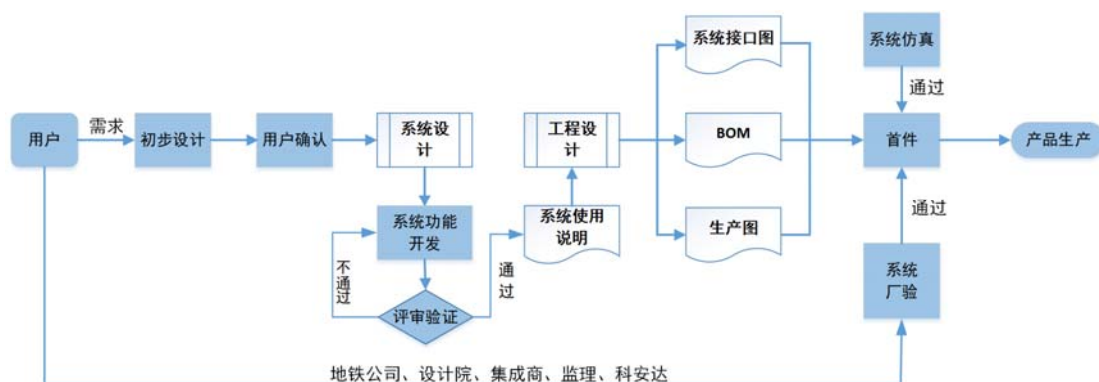 用户
需求
初步设计
用户确认
系统设
计
系统功能
开发
不通过
评审验证
通过
系统使用
说明
工程设
计
系统接口图
BOM
生产图
系统仿真
通过
首件
通过
系统
厂验
产品生产
地铁公司、设计院、集成商、监理、科安达